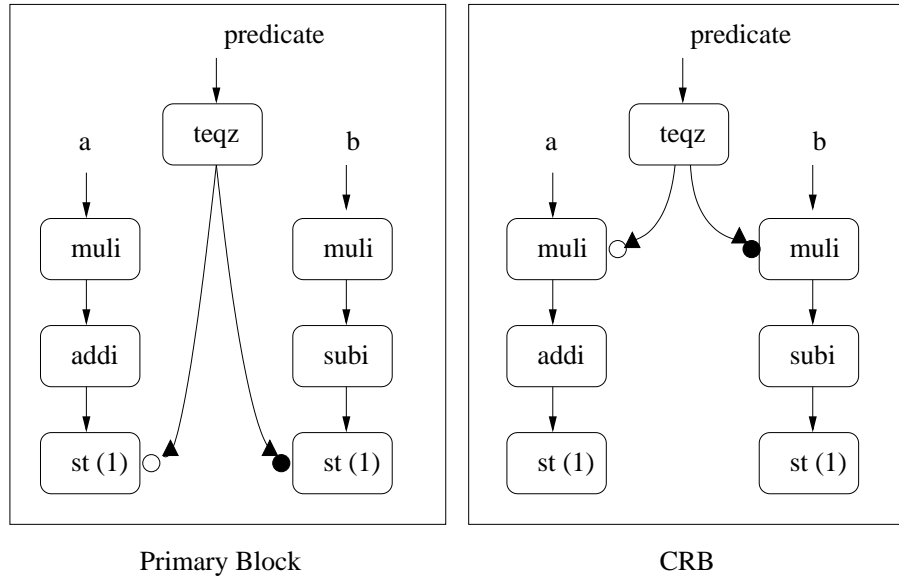 predicate
teqz
a
b
muli
muli
addi
subi
st (1)
st (1)
Primary Block
predicate
teqz
a
b
muli
muli
addi
subi
st (1)
st (1)
CRB